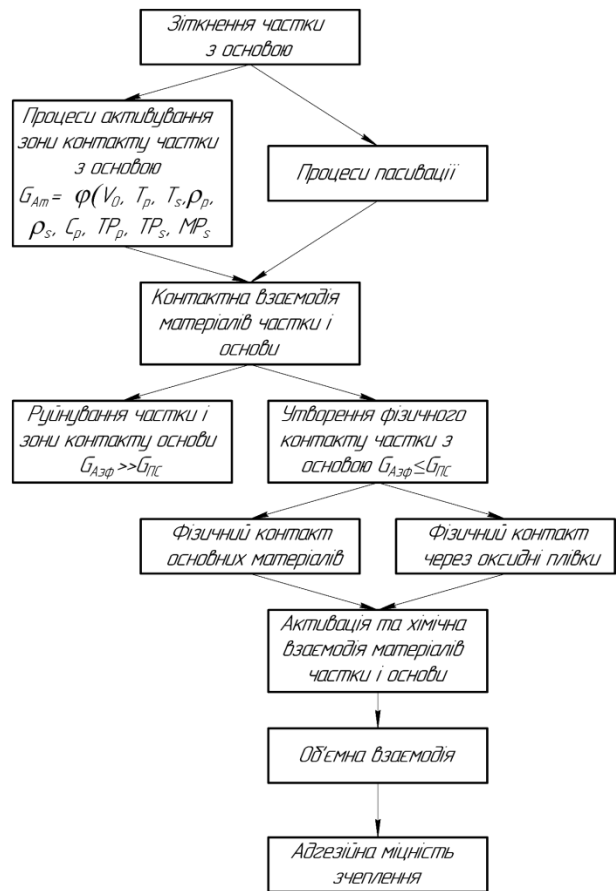 Зіткнення частки
з основою
Процеси активування
зони контакту частки
з основою
G_Am = φ(V_0, T_p, T_s, ρ_p,
ρ_s, C_p, TP_p, TP_s, MP_s
Процеси пасивації
Контактна взаємодія
матеріалів частки і
основи
Руйнування частки і
зони контакту основи
G_Aзф>>G_ПС
Утворення фізичного
контакту частки з
основою G_Aзф≤G_ПС
Фізичний контакт
основних матеріалів
Фізичний контакт
через оксидні плівки
Активація та хімічна
взаємодія матеріалів
частки і основи
Об'ємна взаємодія
Адгезійна міцність
зчеплення